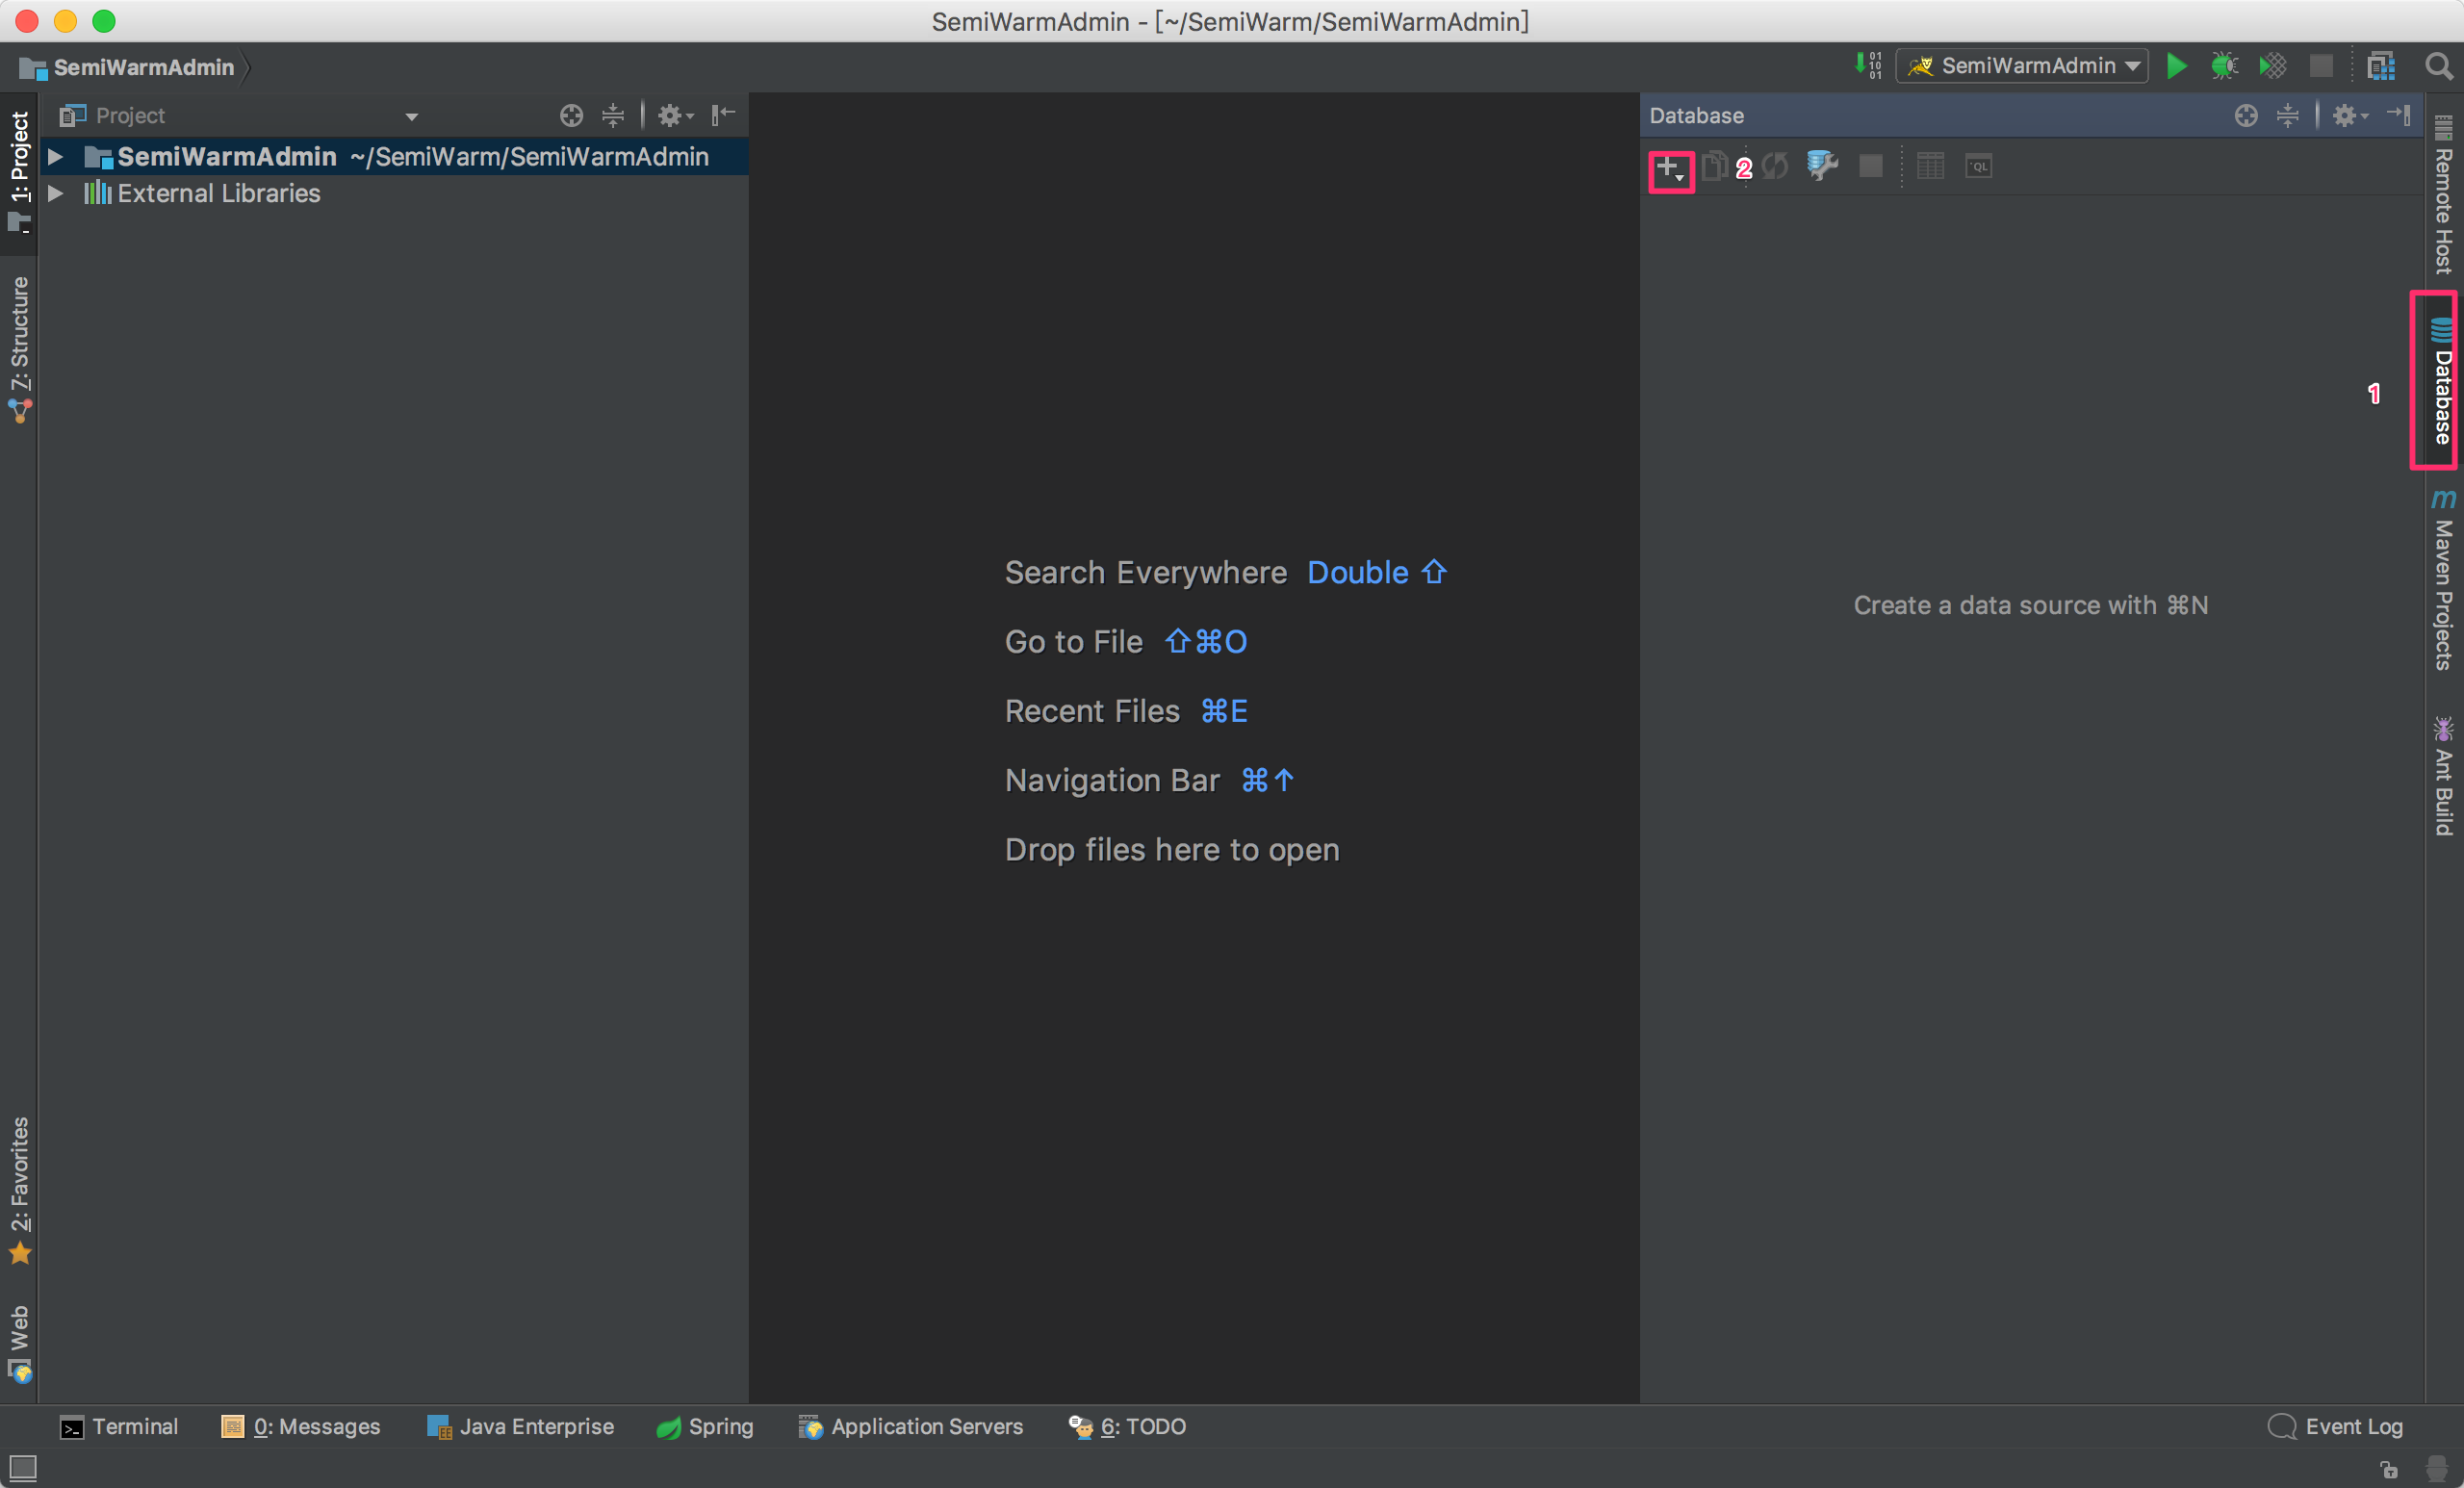 SemiWarmAdmin - [~/SemiWarm/SemiWarmAdmin]
SemiWarmAdmin
SemiWarmAdmin
1: Project
7: Structure
2: Favorites
Web
Project
SemiWarmAdmin ~/SemiWarm/SemiWarmAdmin
External Libraries
Search Everywhere Double ⇧
Go to File ⇧⌘O
Recent Files ⌘E
Navigation Bar ⌘↑
Drop files here to open
Database
2
QL
Create a data source with ⌘N
1
Remote Host
Database
m Maven Projects
Ant Build
Terminal
0: Messages
Java Enterprise
Spring
Application Servers
6: TODO
Event Log